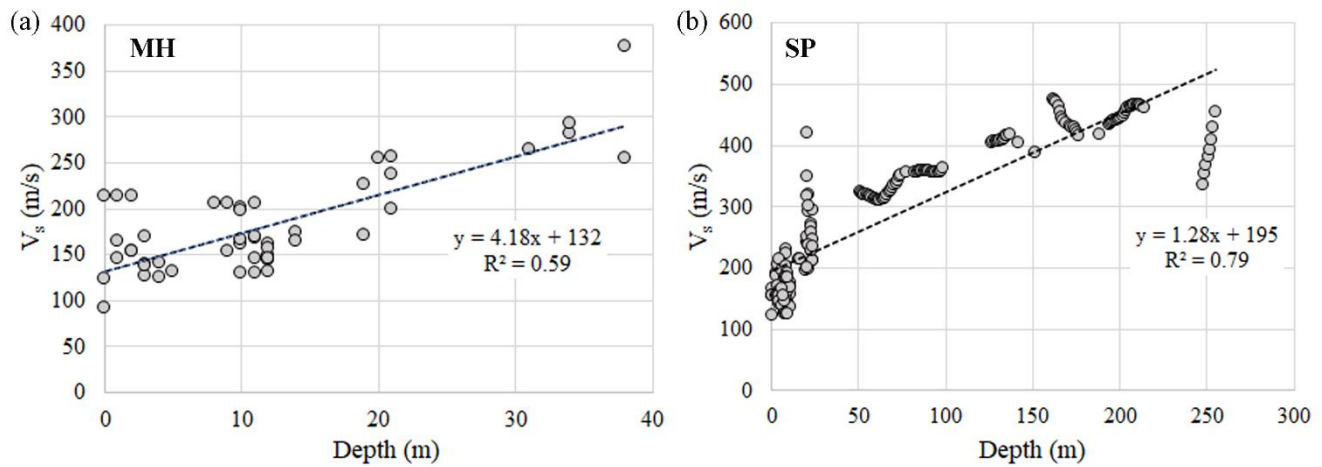 (a)
MH
400
350
300
250
200
150
100
50
0
V_s (m/s)
0 10 20 30 40
Depth (m)
y = 4.18x + 132
R² = 0.59
(b)
SP
600
500
400
300
200
100
0
V_s (m/s)
0 50 100 150 200 250 300
Depth (m)
y = 1.28x + 195
R² = 0.79